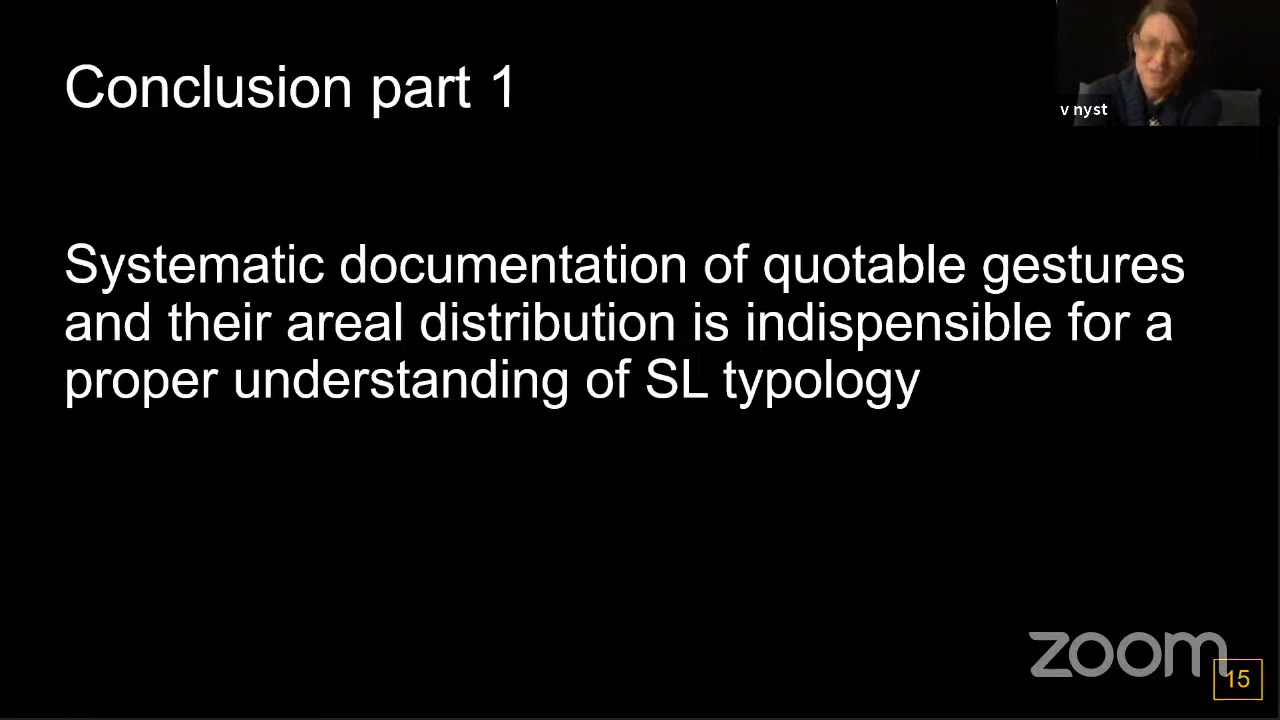 Conclusion part 1
v nyst
Systematic documentation of quotable gestures
and their areal distribution is indispensible for a
proper understanding of SL typology
zoom
15